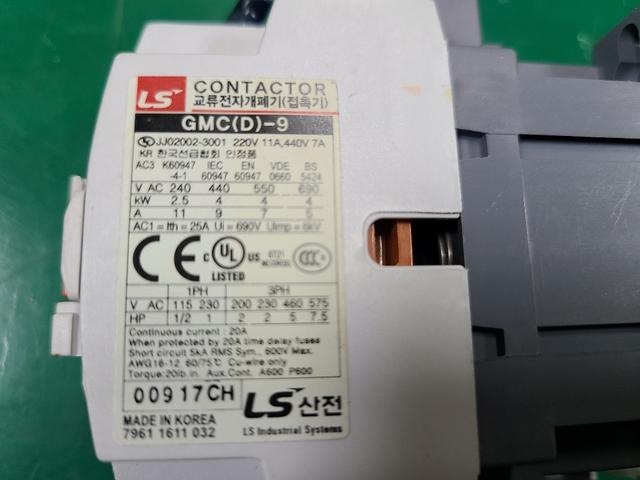 LS CONTACTOR
교류전자개폐기(접촉기)
GMC(D)-9
JJ02002-3001 220V 11A,440V 7A
KR 한국선급협회 인정품
AC3 K60947 IEC EN VDE BS
-4-1 60947 60947 0660 5424
V AC 240 440 550 690
kW 2.5 4 4 4
A 11 9 7 5
AC1 = Ith = 25A Ui = 690V Uimp = 6kV
CE C UL US CCC
LISTED
1PH 3PH
V AC 115 230 200 230 460 575
HP 1/2 1 2 2 5 7.5
Continuous current : 20A
When protected by 20A time delay fuses
Short circuit 5kA RMS Sym., 600V Max.
AWG16-12 60/75℃ Cu-wire only
Torque:20lb.in. Aux.Cont. A600 P600
00917CH LS 산전
MADE IN KOREA LS Industrial Systems
7961 1611 032